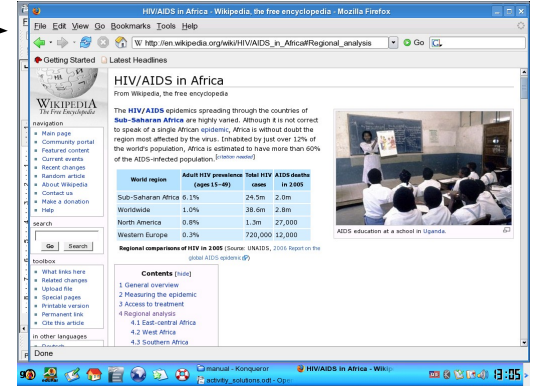 HIV/AIDS in Africa - Wikipedia, the free encyclopedia - Mozilla Firefox
File Edit View Go Bookmarks Tools Help
http://en.wikipedia.org/wiki/HIV/AIDS_in_Africa#Regional_analysis
Go
Getting Started
Latest Headlines
WIKIPEDIA
The Free Encyclopedia
navigation
Main page
Community portal
Featured content
Current events
Recent changes
Random article
About Wikipedia
Contact us
Make a donation
Help
search
Go Search
toolbox
What links here
Related changes
Upload file
Special pages
Printable version
Permanent link
Cite this article
in other languages
HIV/AIDS in Africa
From Wikipedia, the free encyclopedia
The HIV/AIDS epidemics spreading through the countries of
Sub-Saharan Africa are highly varied. Although it is not correct
to speak of a single African epidemic, Africa is without doubt the
region most affected by the virus. Inhabited by just over 12% of
the world's population, Africa is estimated to have more than 60%
of the AIDS-infected population.[citation needed]
World region Adult HIV prevalence (ages 15–49) Total HIV cases AIDS deaths in 2005
Sub-Saharan Africa 6.1% 24.5m 2.0m
Worldwide 1.0% 38.6m 2.8m
North America 0.8% 1.3m 27,000
Western Europe 0.3% 720,000 12,000
Regional comparisons of HIV in 2005 (Source: UNAIDS, 2006 Report on the
global AIDS epidemic)
AIDS education at a school in Uganda.
Contents [hide]
1 General overview
2 Measuring the epidemic
3 Access to treatment
4 Regional analysis
4.1 East-central Africa
4.2 West Africa
4.3 Southern Africa
Done
manual - Konqueror
activitiy_solutions.odt - Ope
HIV/AIDS in Africa - Wikip
13:05